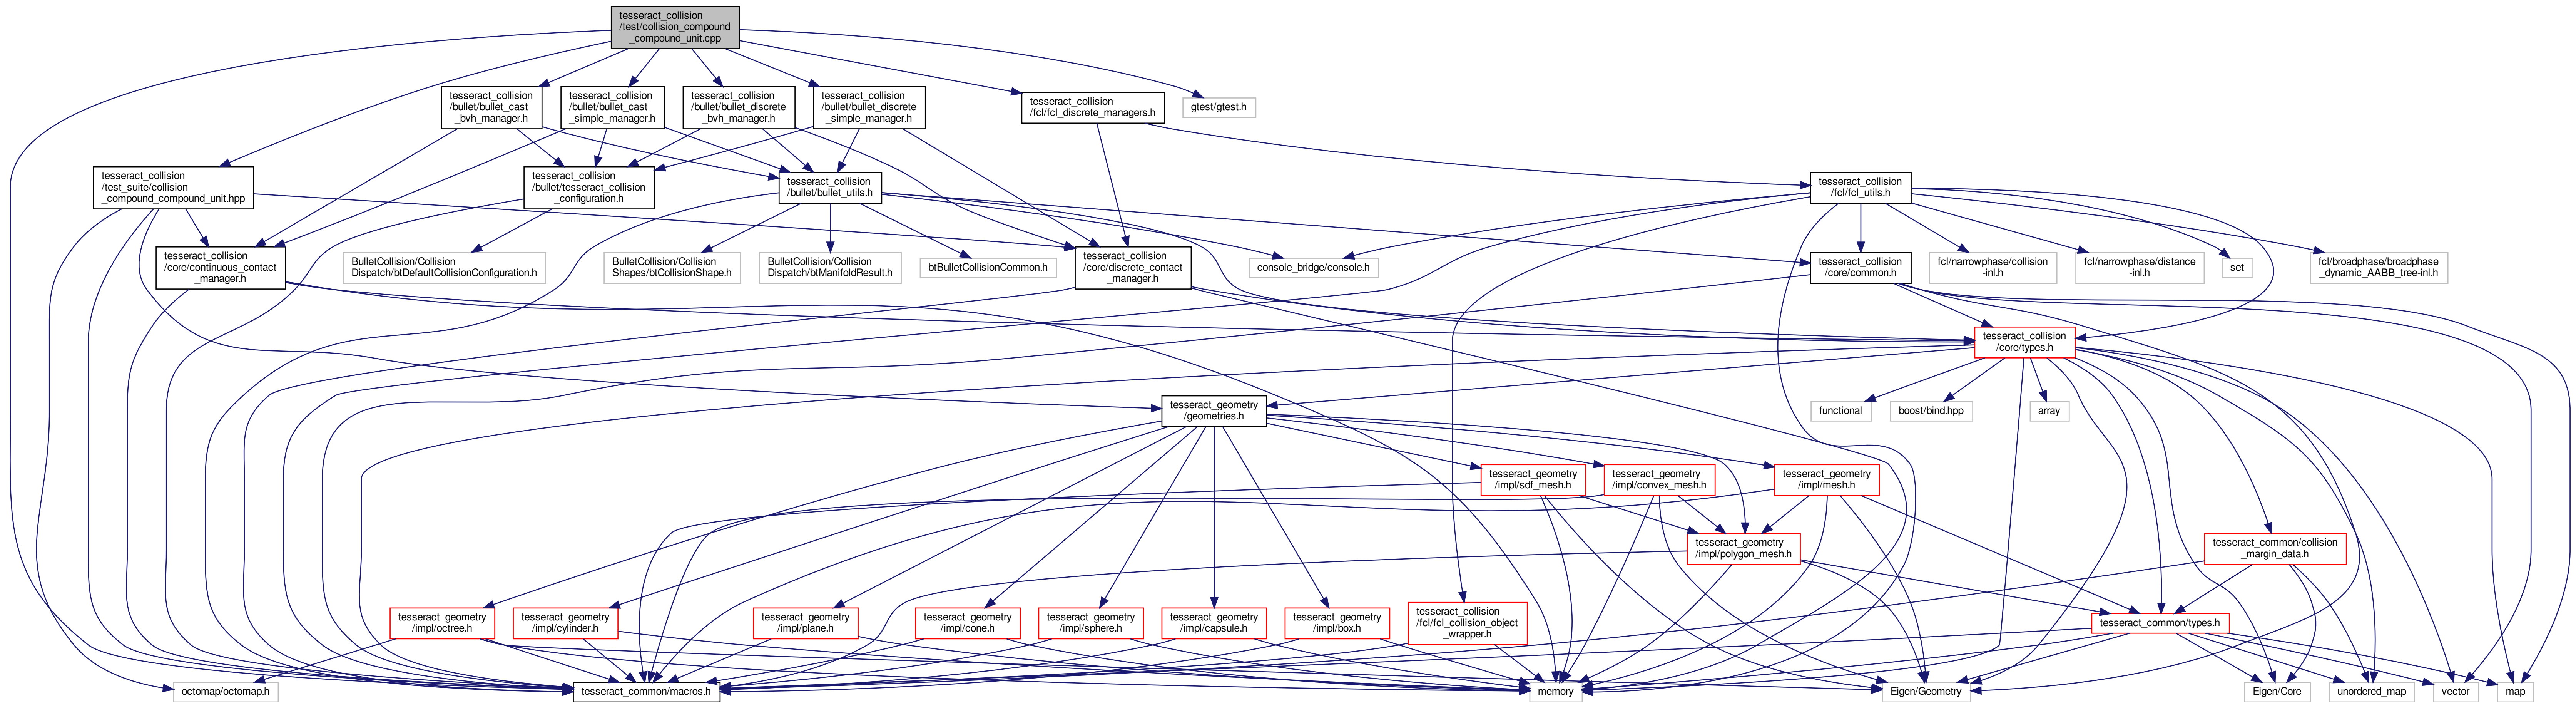 tesseract_collision
/test/collision_compound
_compound_unit.cpp
tesseract_collision
/bullet/bullet_cast
_bvh_manager.h
tesseract_collision
/bullet/bullet_cast
_simple_manager.h
tesseract_collision
/bullet/bullet_discrete
_bvh_manager.h
tesseract_collision
/bullet/bullet_discrete
_simple_manager.h
tesseract_collision
/fcl/fcl_discrete_managers.h
gtest/gtest.h
tesseract_collision
/test_suite/collision
_compound_compound_unit.hpp
tesseract_collision
/bullet/tesseract_collision
_configuration.h
tesseract_collision
/bullet/bullet_utils.h
tesseract_collision
/fcl/fcl_utils.h
tesseract_collision
/core/continuous_contact
_manager.h
BulletCollision/Collision
Dispatch/btDefaultCollisionConfiguration.h
BulletCollision/Collision
Shapes/btCollisionShape.h
BulletCollision/Collision
Dispatch/btManifoldResult.h
btBulletCollisionCommon.h
tesseract_collision
/core/discrete_contact
_manager.h
console_bridge/console.h
tesseract_collision
/core/common.h
fcl/narrowphase/collision
-inl.h
fcl/narrowphase/distance
-inl.h
set
fcl/broadphase/broadphase
_dynamic_AABB_tree-inl.h
tesseract_collision
/core/types.h
tesseract_geometry
/geometries.h
functional
boost/bind.hpp
array
tesseract_geometry
/impl/sdf_mesh.h
tesseract_geometry
/impl/convex_mesh.h
tesseract_geometry
/impl/mesh.h
tesseract_geometry
/impl/polygon_mesh.h
tesseract_common/collision
_margin_data.h
tesseract_geometry
/impl/octree.h
tesseract_geometry
/impl/cylinder.h
tesseract_geometry
/impl/plane.h
tesseract_geometry
/impl/cone.h
tesseract_geometry
/impl/sphere.h
tesseract_geometry
/impl/capsule.h
tesseract_geometry
/impl/box.h
tesseract_collision
/fcl/fcl_collision_object
_wrapper.h
tesseract_common/types.h
octomap/octomap.h
tesseract_common/macros.h
memory
Eigen/Geometry
Eigen/Core
unordered_map
vector
map